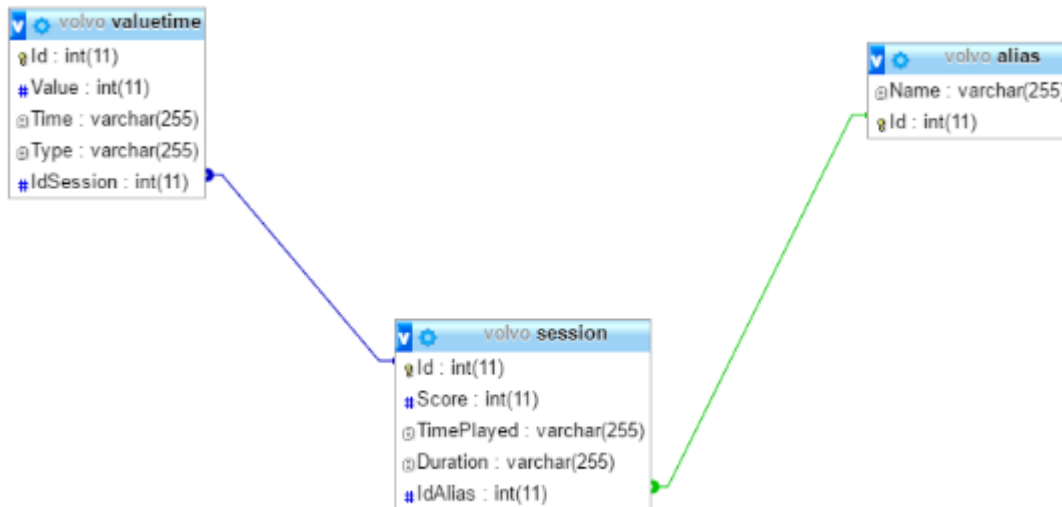 volvo valuetime
Id : int(11)
Value : int(11)
Time : varchar(255)
Type : varchar(255)
IdSession : int(11)
volvo alias
Name : varchar(255)
Id : int(11)
volvo session
Id : int(11)
Score : int(11)
TimePlayed : varchar(255)
Duration : varchar(255)
IdAlias : int(11)